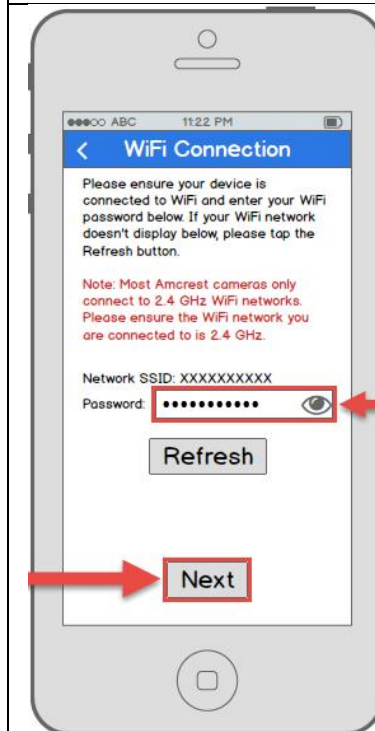 ABC 11:22 PM
< WiFi Connection
Please ensure your device is
connected to WiFi and enter your WiFi
password below. If your WiFi network
doesn't display below, please tap the
Refresh button.
Note: Most Amcrest cameras only
connect to 2.4 GHz WiFi networks.
Please ensure the WiFi network you
are connected to is 2.4 GHz.
Network SSID: XXXXXXXXXX
Password: •••••••••••
Refresh
Next